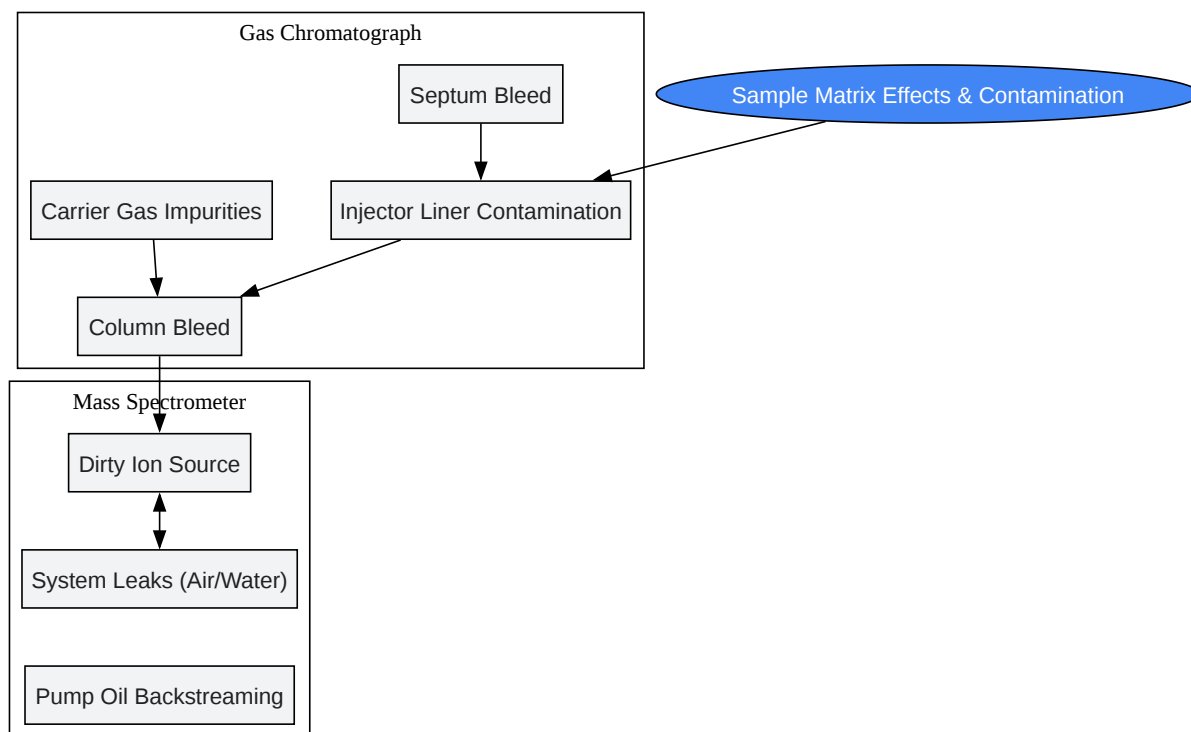 Gas Chromatograph
Septum Bleed
Sample Matrix Effects & Contamination
Carrier Gas Impurities
Injector Liner Contamination
Column Bleed
Mass Spectrometer
Dirty Ion Source
System Leaks (Air/Water)
Pump Oil Backstreaming